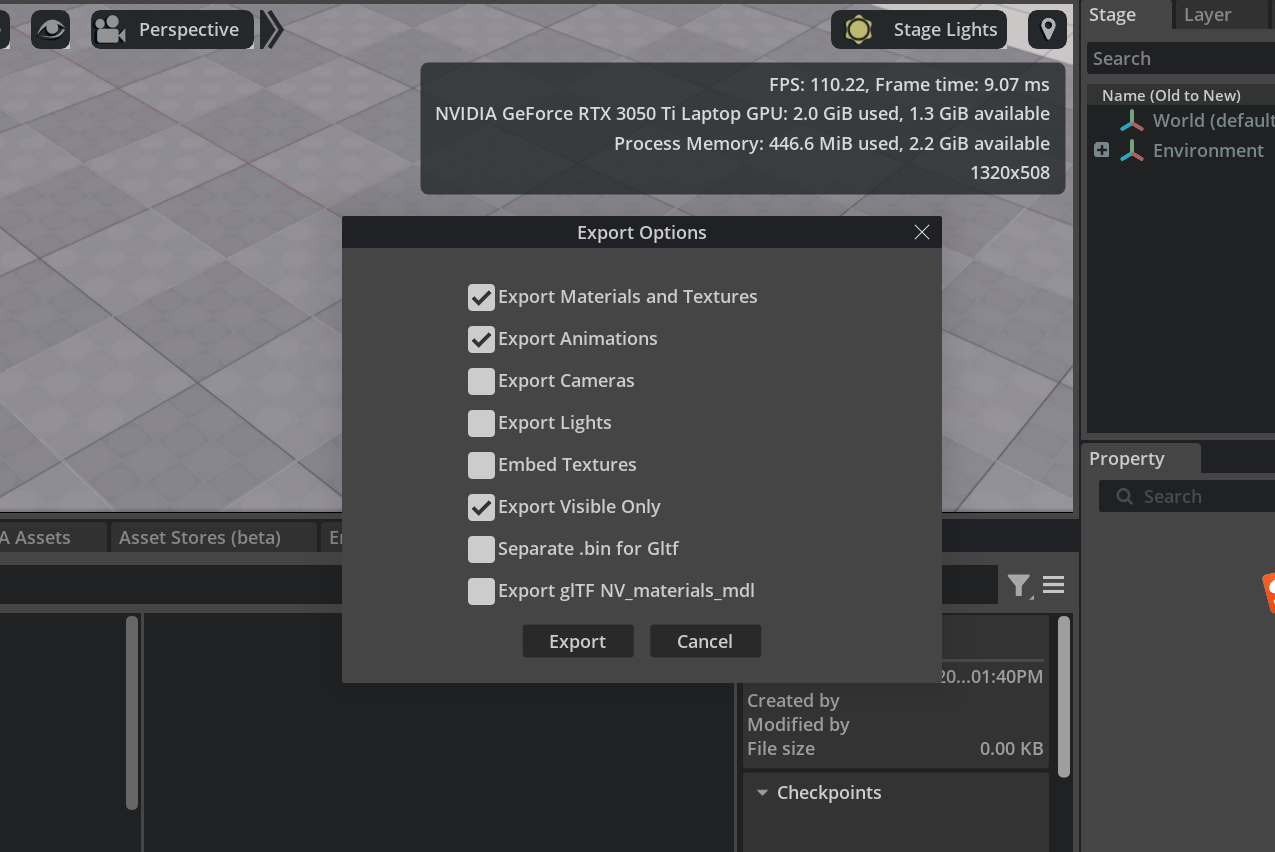 Perspective
Stage Lights
FPS: 110.22, Frame time: 9.07 ms
NVIDIA GeForce RTX 3050 Ti Laptop GPU: 2.0 GiB used, 1.3 GiB available
Process Memory: 446.6 MiB used, 2.2 GiB available
1320x508
Stage
Layer
Search
Name (Old to New)
World (default
Environment
Export Options
Export Materials and Textures
Export Animations
Export Cameras
Export Lights
Embed Textures
Export Visible Only
Separate .bin for Gltf
Export glTF NV_materials_mdl
Export
Cancel
Property
Search
A Assets
Asset Stores (beta)
20...01:40PM
Created by
Modified by
File size
0.00 KB
Checkpoints